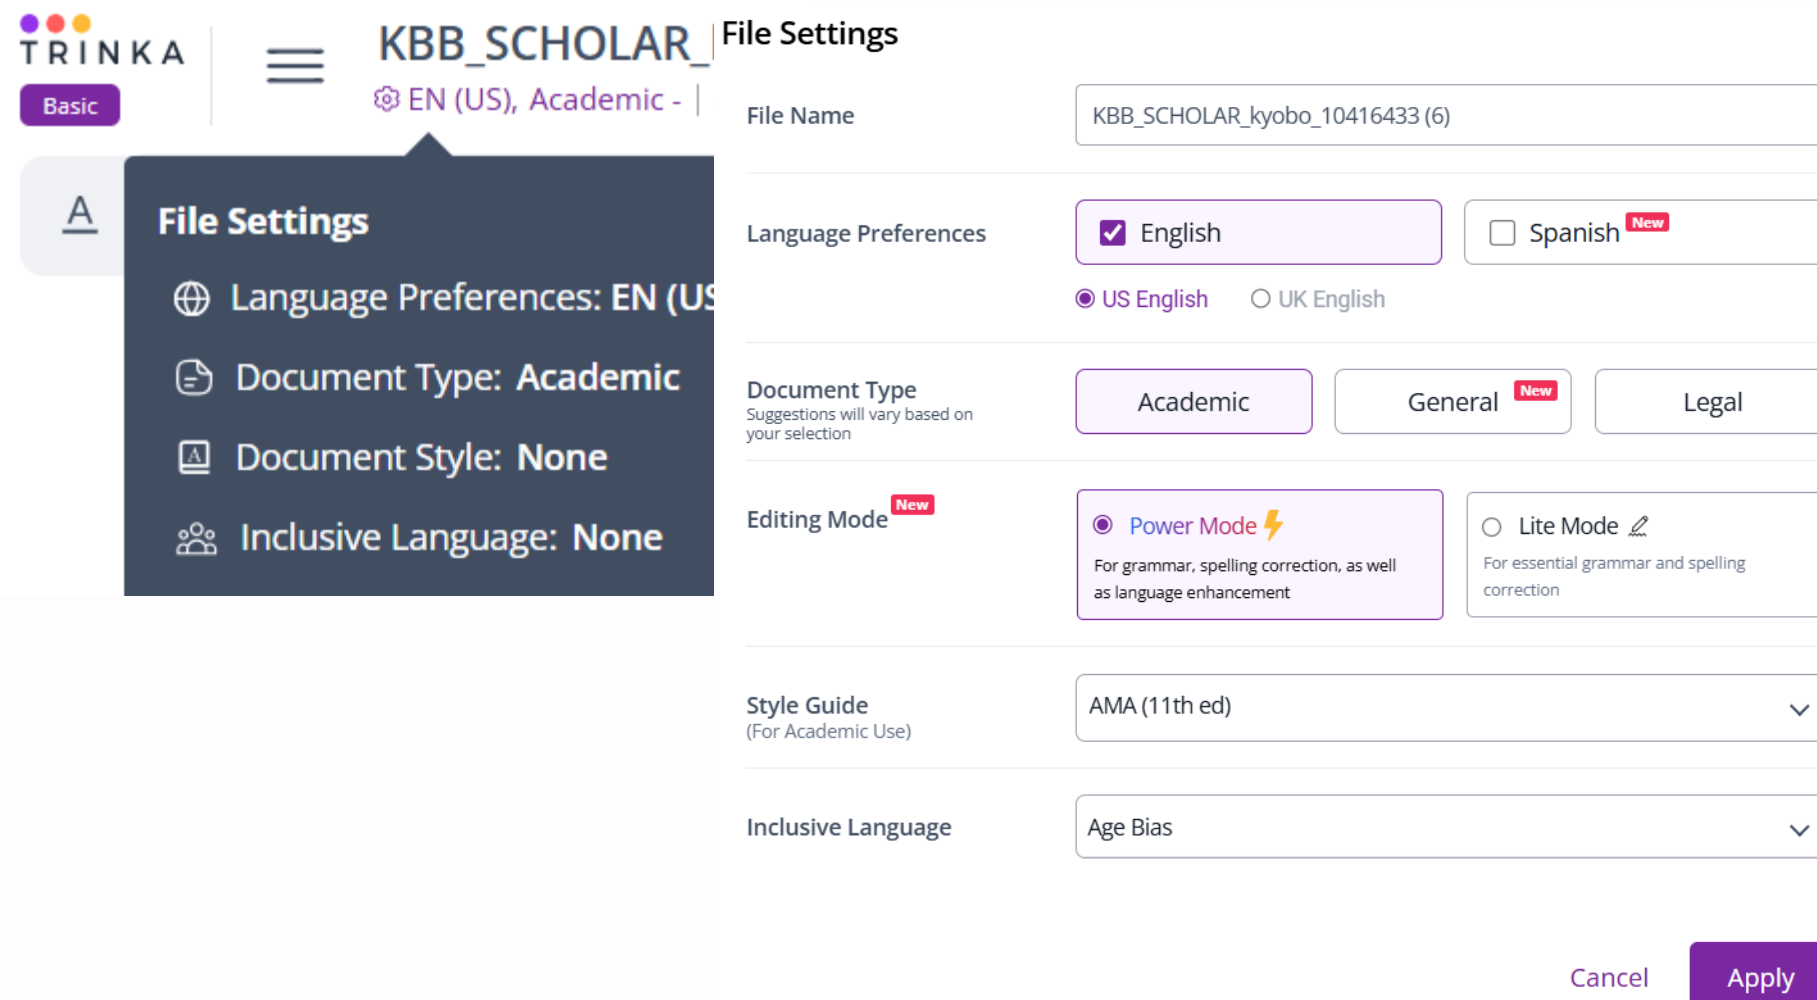 TRINKA
Basic
KBB_SCHOLAR_
EN (US), Academic -
A
File Settings
Language Preferences: EN (US
Document Type: Academic
Document Style: None
Inclusive Language: None
File Settings
File Name
KBB_SCHOLAR_kyobo_10416433 (6)
Language Preferences
English
Spanish New
US English
UK English
Document Type
Suggestions will vary based on
your selection
Academic
General New
Legal
Editing Mode New
Power Mode
For grammar, spelling correction, as well
as language enhancement
Lite Mode
For essential grammar and spelling
correction
Style Guide
(For Academic Use)
AMA (11th ed)
Inclusive Language
Age Bias
Cancel
Apply